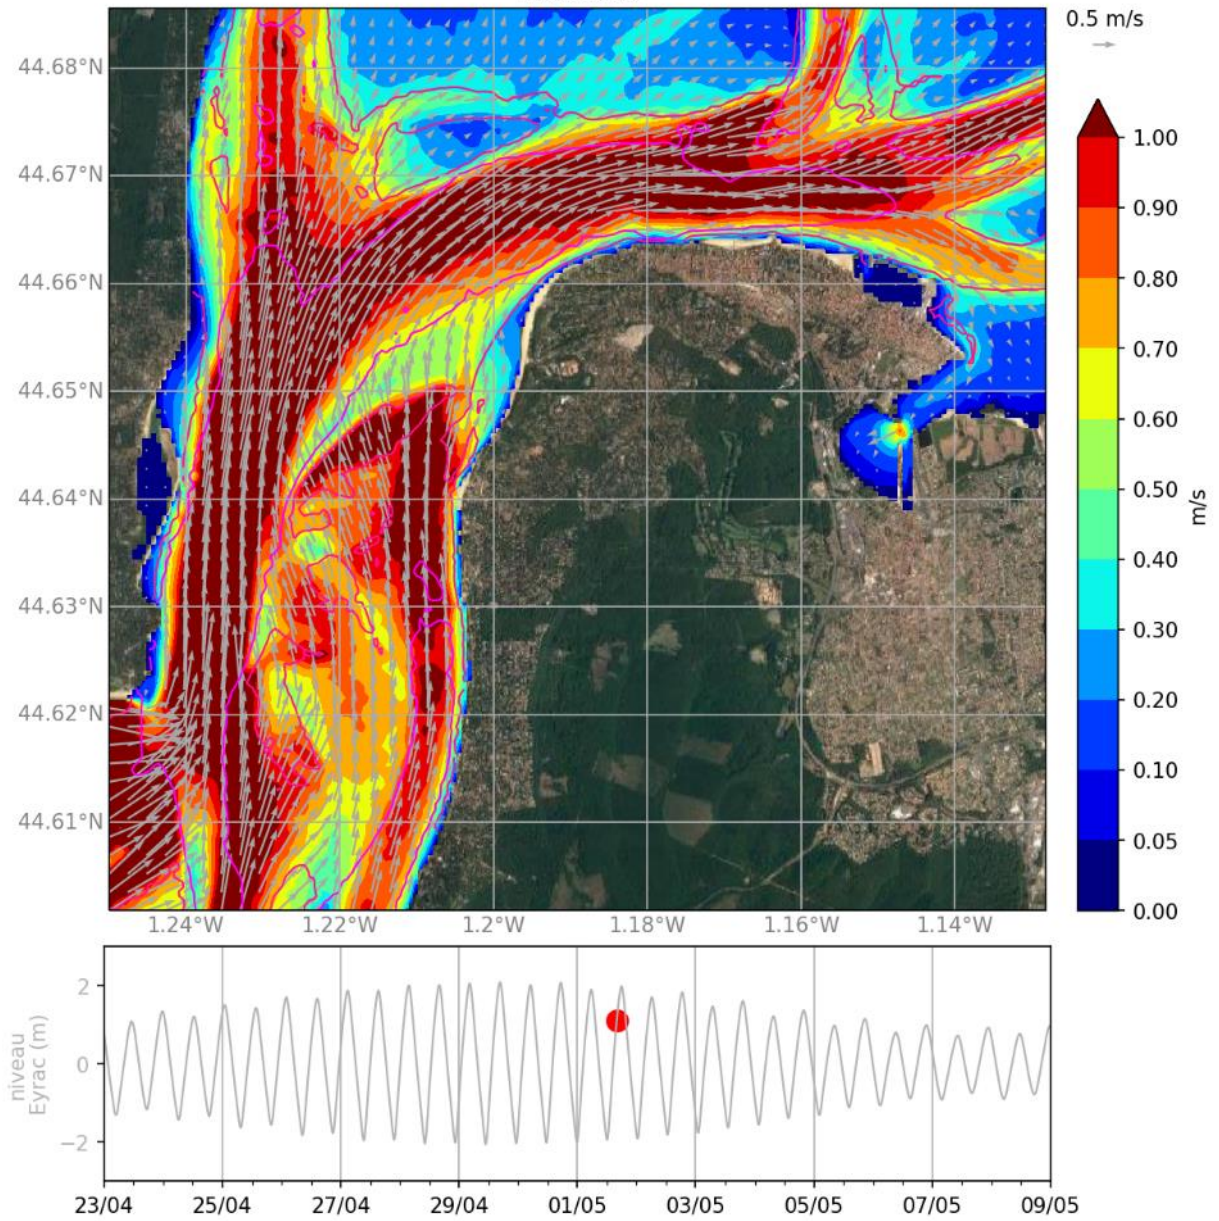 0.5 m/s
44.68°N
44.67°N
44.66°N
44.65°N
44.64°N
44.63°N
44.62°N
44.61°N
1.24°W 1.22°W 1.2°W 1.18°W 1.16°W 1.14°W
1.00
0.90
0.80
0.70
0.60
0.50
0.40
0.30
0.20
0.10
0.05
0.00
m/s
niveau
Eyrac (m)
2
0
−2
23/04 25/04 27/04 29/04 01/05 03/05 05/05 07/05 09/05